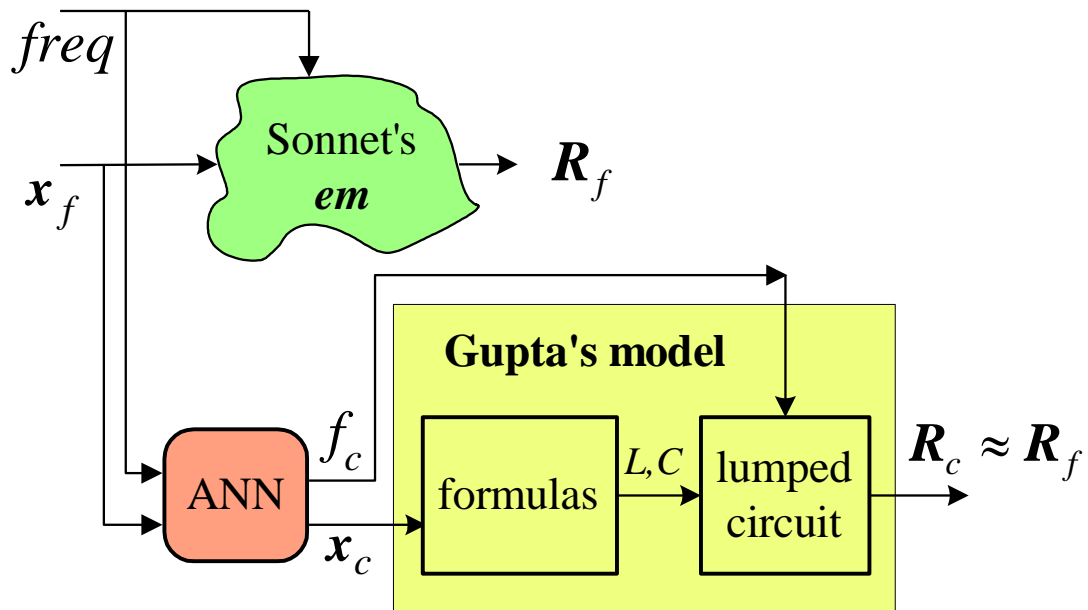 freq
Sonnet's
em
x_f
R_f
Gupta's model
f_c
L,C
R_c ≈ R_f
ANN
formulas
lumped
circuit
x_c